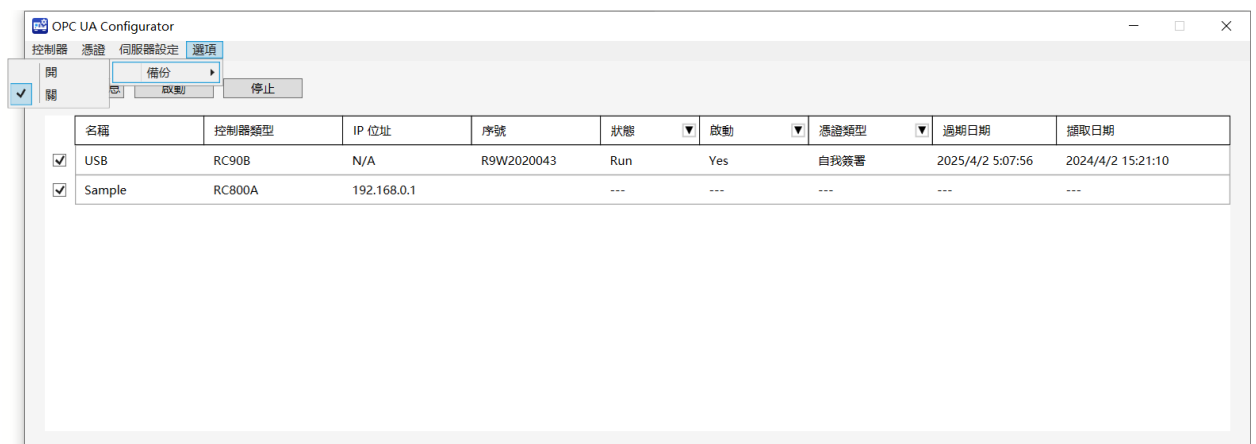 OPC UA Configurator
控制器 憑證 伺服器設定 選項
開 備份
關 息 啟動 停止
名稱 控制器類型 IP 位址 序號 狀態 啟動 憑證類型 過期日期 擷取日期
USB RC90B N/A R9W2020043 Run Yes 自我簽署 2025/4/2 5:07:56 2024/4/2 15:21:10
Sample RC800A 192.168.0.1 --- --- --- --- ---